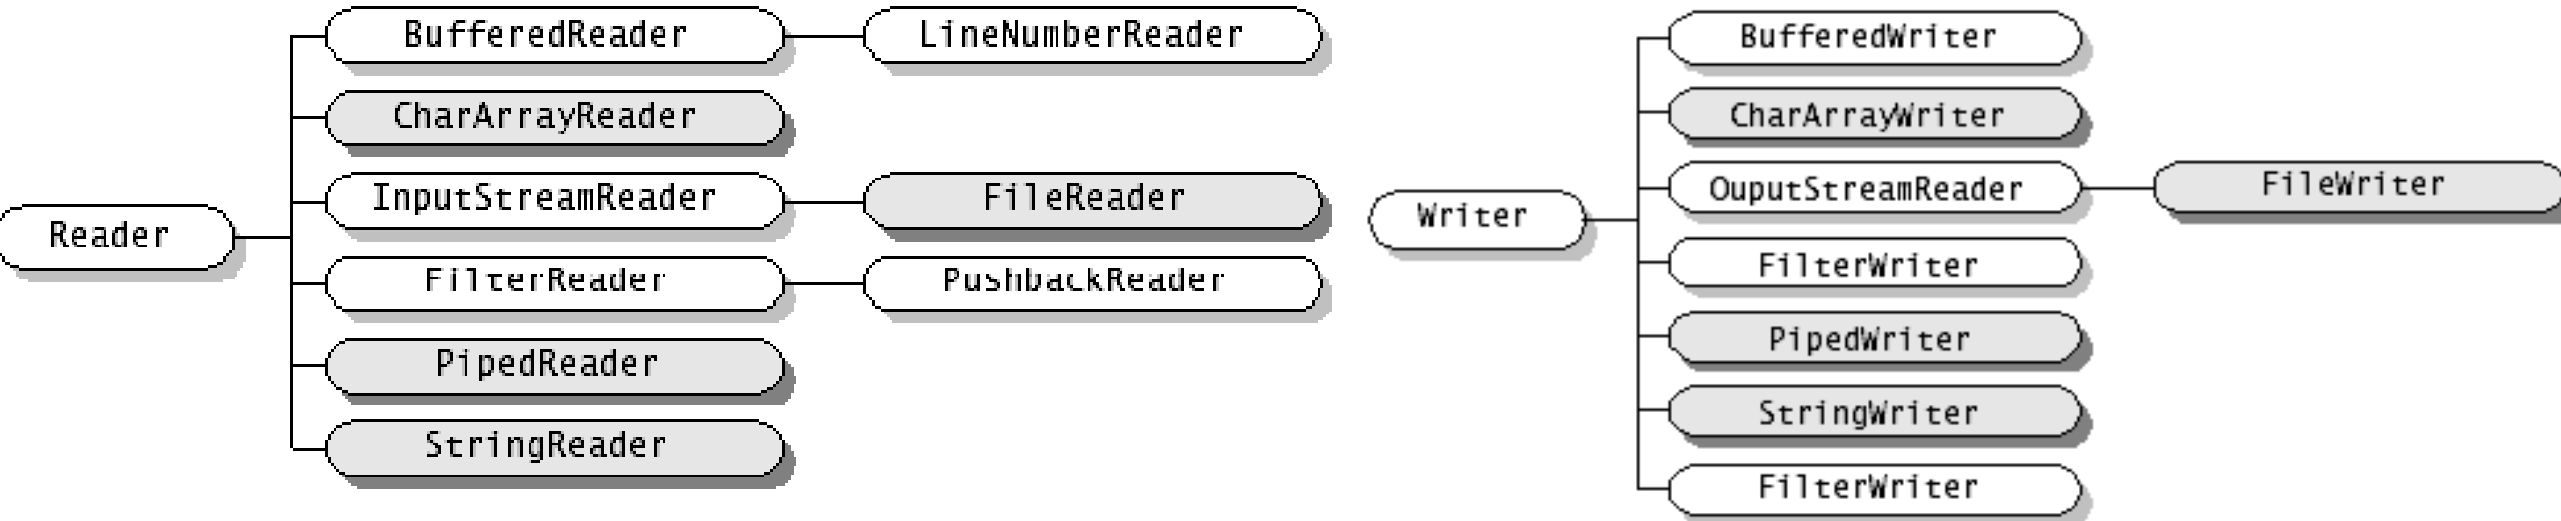 BufferedReader
LineNumberReader
CharArrayReader
InputStreamReader
FileReader
Reader
FilterReader
PushbackReader
PipedReader
StringReader
BufferedWriter
CharArrayWriter
OuputStreamReader
FileWriter
Writer
FilterWriter
PipedWriter
StringWriter
FilterWriter